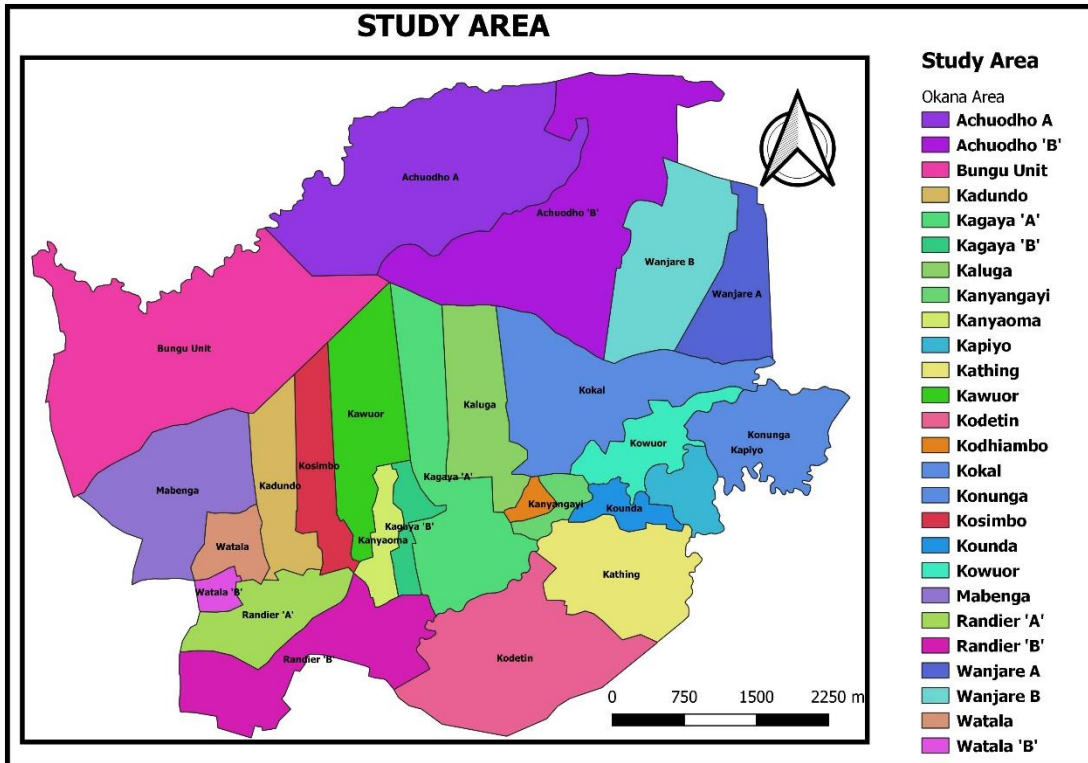 STUDY AREA
Achuodho A
Achuodho 'B'
Wanjare B
Wanjare A
Bungu Unit
Kokal
Kaluga
Kawuor
Konunga
Kowuor
Kapiyo
Kosimbo
Kagaya 'A'
Mabenga
Kadundo
Kanyangayi
Kounda
Kagaya 'B'
Kanyaoma
Watala
Kathing
Watala 'B'
Randier 'A'
Randier 'B'
Kodetin
0 750 1500 2250 m
Study Area
Okana Area
Achuodho A
Achuodho 'B'
Bungu Unit
Kadundo
Kagaya 'A'
Kagaya 'B'
Kaluga
Kanyangayi
Kanyaoma
Kapiyo
Kathing
Kawuor
Kodetin
Kodhiambo
Kokal
Konunga
Kosimbo
Kounda
Kowuor
Mabenga
Randier 'A'
Randier 'B'
Wanjare A
Wanjare B
Watala
Watala 'B'